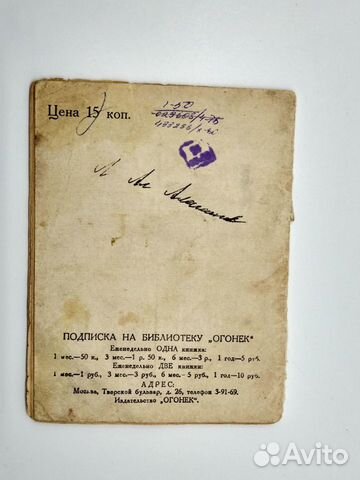 Цена 15 коп.
1-50
ПОДПИСКА НА БИБЛИОТЕКУ „ОГОНЕК“
Еженедельно ОДНА книжка:
1 мес.—50 к., 3 мес.—1 р. 50 к., 6 мес.—3 р., 1 год—5 руб.
Еженедельно ДВЕ книжки:
1 мес.—1 руб., 3 мес.—3 руб., 6 мес.—5 руб., 1 год—10 руб.
АДРЕС:
Москва, Тверской бульвар, д. 26, телефон 3-91-69.
Издательство „ОГОНЕК“.
Avito